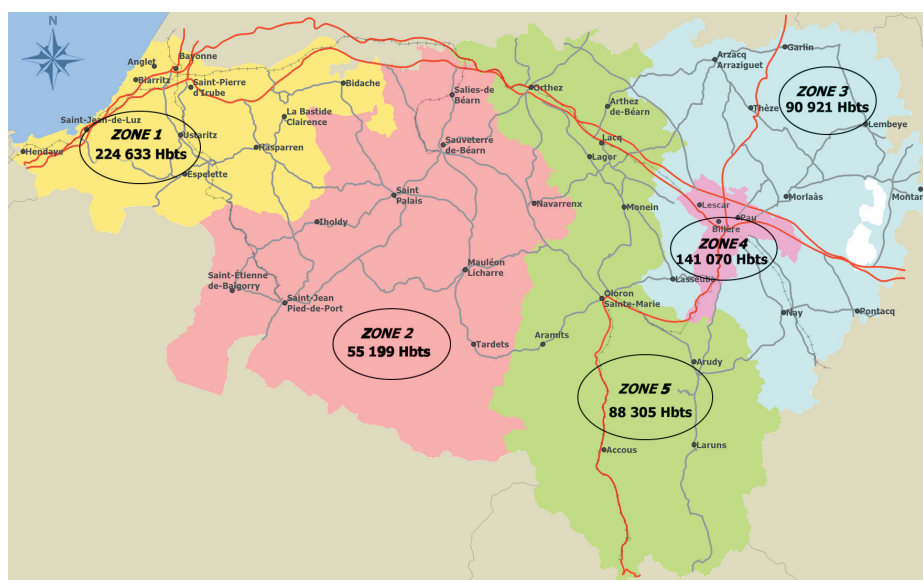 N
Garlin
Arzacq
Arraziguet
Bayonne
Anglet
Biarritz
Saint-Pierre
d'Irube
Bidache
Salies-de-
Béarn
Orthez
ZONE 3
90 921 Hbts
Thèze
Arthez
de-Béarn
La Bastide
Clairence
Lembeye
Saint-Jean-de-Luz
ZONE 1
224 633 Hbts
Ustaritz
Sauveterre
de-Béarn
Lacq
Hendaye
Hasparren
Lagor
Espelette
Saint
Palais
Navarrenx
Monein
Lescar
Morlaàs
Montan
Pau
Billère
Iholdy
ZONE4
141 070 Hbts
Mauléon
Licharre
Lasseube
Saint-Étienne
de-Baïgorry
Saint-Jean
Pied-de-Port
Oloron
Sainte-Marie
Nay
Pontacq
ZONE 2
55 199 Hbts
Tardets
Aramits
Arudy
ZONE 5
88 305 Hbts
Accous
Laruns